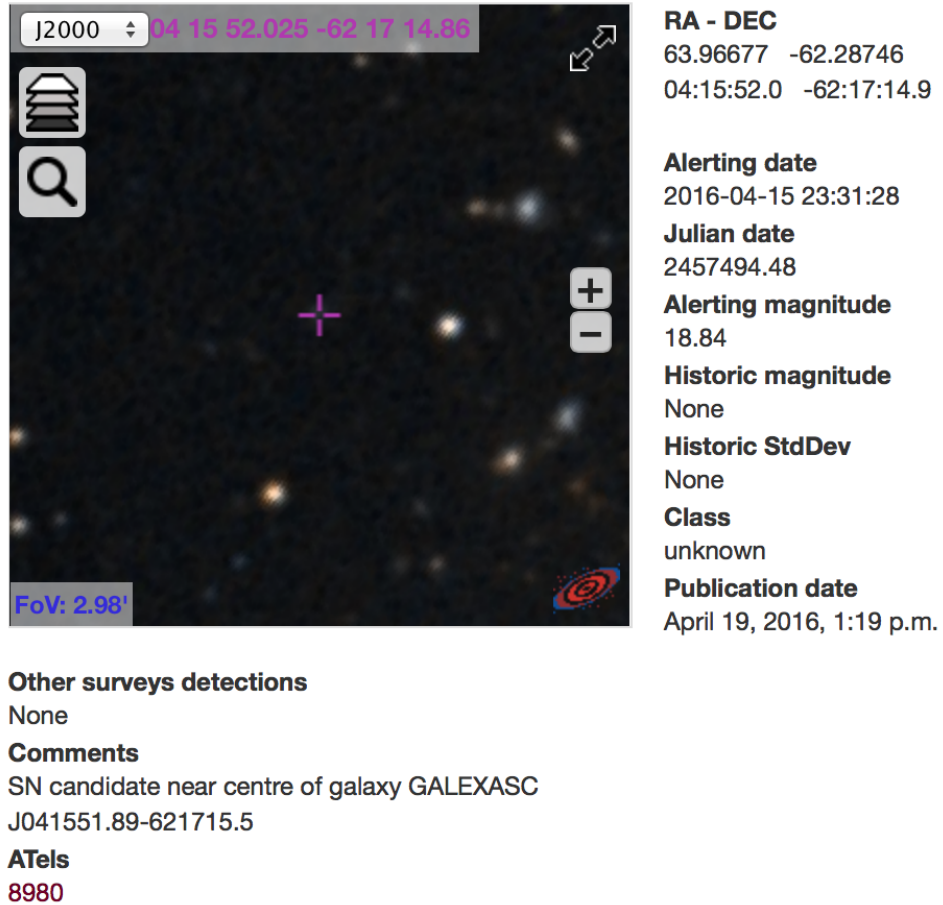 J2000
04 15 52.025 -62 17 14.86
+
−
FoV: 2.98'
RA - DEC
63.96677 -62.28746
04:15:52.0 -62:17:14.9
Alerting date
2016-04-15 23:31:28
Julian date
2457494.48
Alerting magnitude
18.84
Historic magnitude
None
Historic StdDev
None
Class
unknown
Publication date
April 19, 2016, 1:19 p.m.
Other surveys detections
None
Comments
SN candidate near centre of galaxy GALEXASC
J041551.89-621715.5
ATels
8980